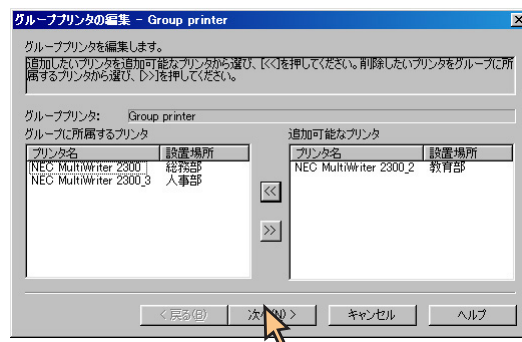 グループプリンタの編集 - Group printer
グループプリンタを編集します。
追加したいプリンタを追加可能なプリンタから選び、[<<]を押してください。削除したいプリンタをグループに所
属するプリンタから選び、[>>]を押してください。
グループプリンタ: Group printer
グループに所属するプリンタ 追加可能なプリンタ
プリンタ名 設置場所 プリンタ名 設置場所
NEC MultiWriter 2300 総務部 NEC MultiWriter 2300_2 教育部
NEC MultiWriter 2300_3 人事部
<<
>>
< 戻る(B) 次へ(N) > キャンセル ヘルプ